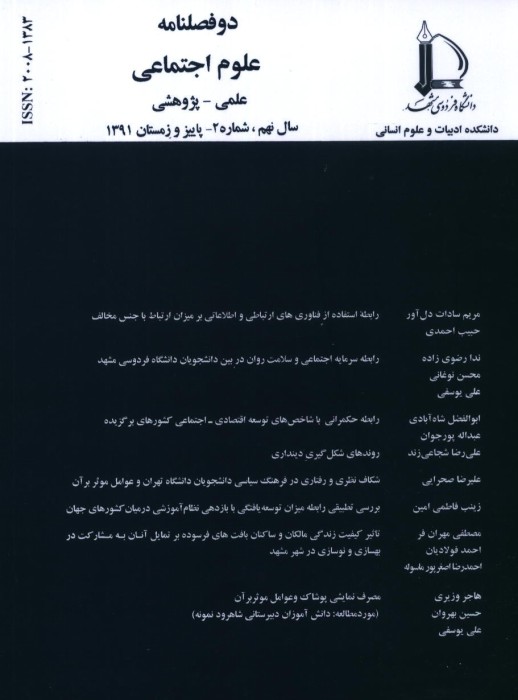 دوفصلنامه
علوم اجتماعی
علمی - پژوهشی
سال نهم، شماره۲- پاییز و زمستان ۱۳۹۱
ISSN: ۲۰۰۸-۱۳۸۳
دانشگاه فردوسی مشهد
دانشکده ادبیات و علوم انسانی
مریم سادات دل‌آور
رابطهٔ استفاده از فناوری های ارتباطی و اطلاعاتی بر میزان ارتباط با جنس مخالف
حبیب احمدی
ندا رضوی زاده
رابطه سرمایه اجتماعی و سلامت روان در بین دانشجویان دانشگاه فردوسی مشهد
محسن نوغانی
علی یوسفی
ابوالفضل شاه‌آبادی
رابطه حکمرانی با شاخص‌های توسعه اقتصادی ـ اجتماعی کشورهای برگزیده
عبداله پورجوان
علی‌رضا شجاعی‌زند
روندهای شکل‌گیری دینداری
علیرضا صحرایی
شکاف نظری و رفتاری در فرهنگ سیاسی دانشجویان دانشگاه تهران و عوامل موثر برآن
زینب فاطمی امین
بررسی تطبیقی رابطه میزان توسعه‌یافتگی با بازدهی نظام‌آموزشی درمیان کشورهای جهان
مصطفی مهران فر
تاثیر کیفیت زندگی مالکان و ساکنان بافت های فرسوده بر تمایل آنان به مشارکت در
احمد فولادیان
بهسازی و نوسازی در شهر مشهد
احمدرضا اصغرپور ماسوله
هاجر وزیری
مصرف نمایشی پوشاک وعوامل موثربرآن
حسین بهروان
(موردمطالعه: دانش آموزان دبیرستانی شاهرود نمونه)
علی یوسفی